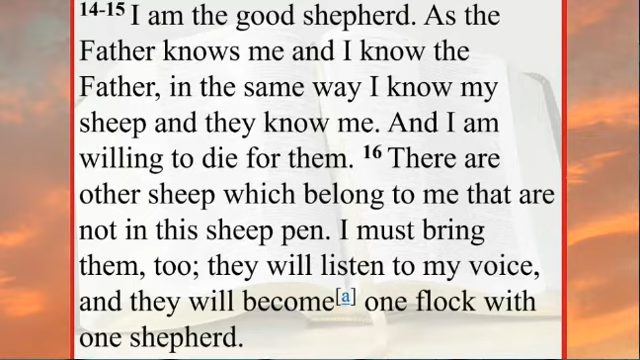 14-15 I am the good shepherd. As the
Father knows me and I know the
Father, in the same way I know my
sheep and they know me. And I am
willing to die for them. 16 There are
other sheep which belong to me that are
not in this sheep pen. I must bring
them, too; they will listen to my voice,
and they will become[a] one flock with
one shepherd.